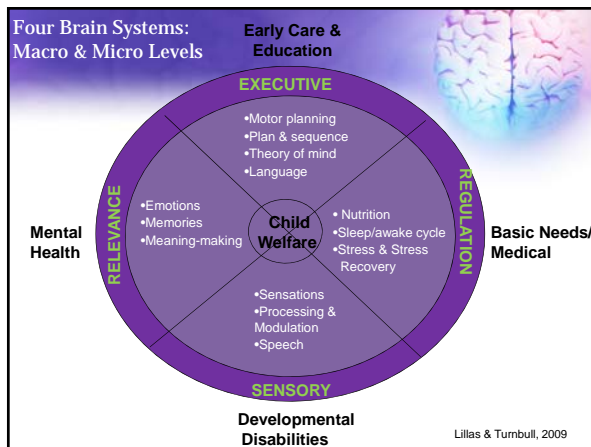 Four Brain Systems:
Macro & Micro Levels
Early Care &
Education
EXECUTIVE
•Motor planning
•Plan & sequence
•Theory of mind
•Language
RELEVANCE
•Emotions
•Memories
•Meaning-making
Mental
Health
Child
Welfare
• Nutrition
•Sleep/awake cycle
•Stress & Stress
Recovery
REGULATION
Basic Needs/
Medical
•Sensations
•Processing &
Modulation
•Speech
SENSORY
Developmental
Disabilities
Lillas & Turnbull, 2009